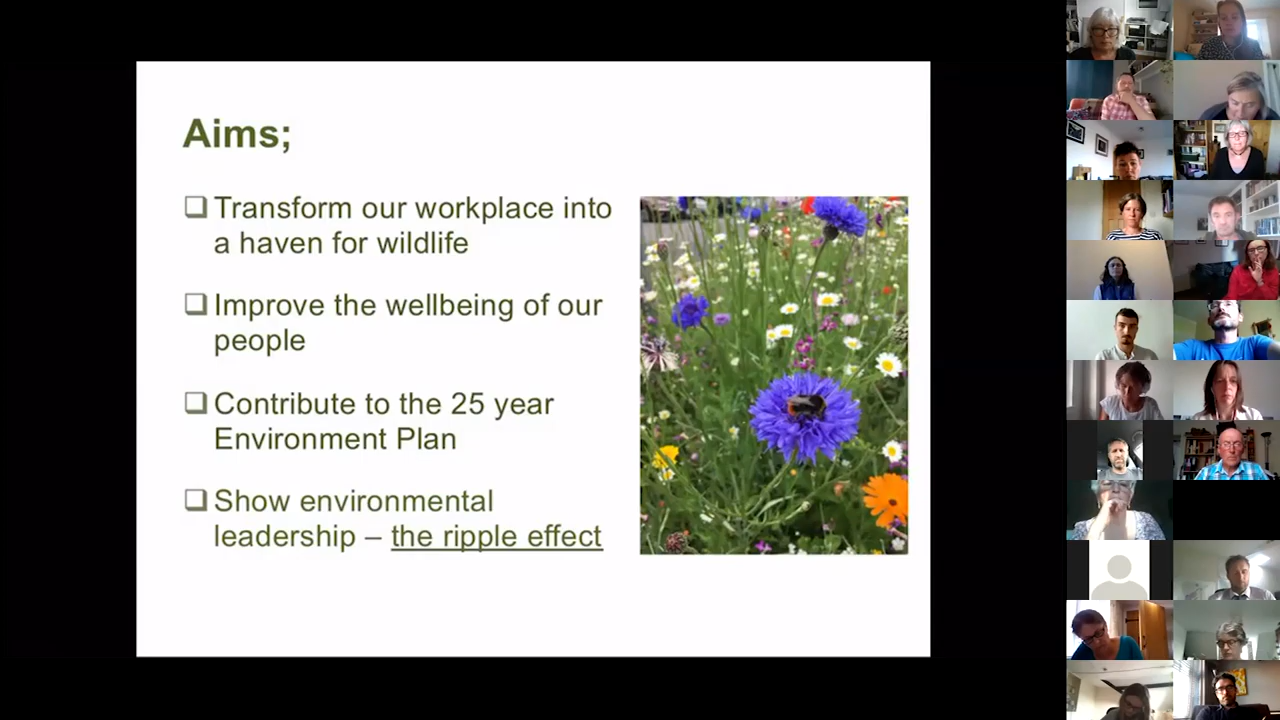 Aims;
❑ Transform our workplace into
a haven for wildlife
❑ Improve the wellbeing of our
people
❑ Contribute to the 25 year
Environment Plan
❑ Show environmental
leadership – the ripple effect